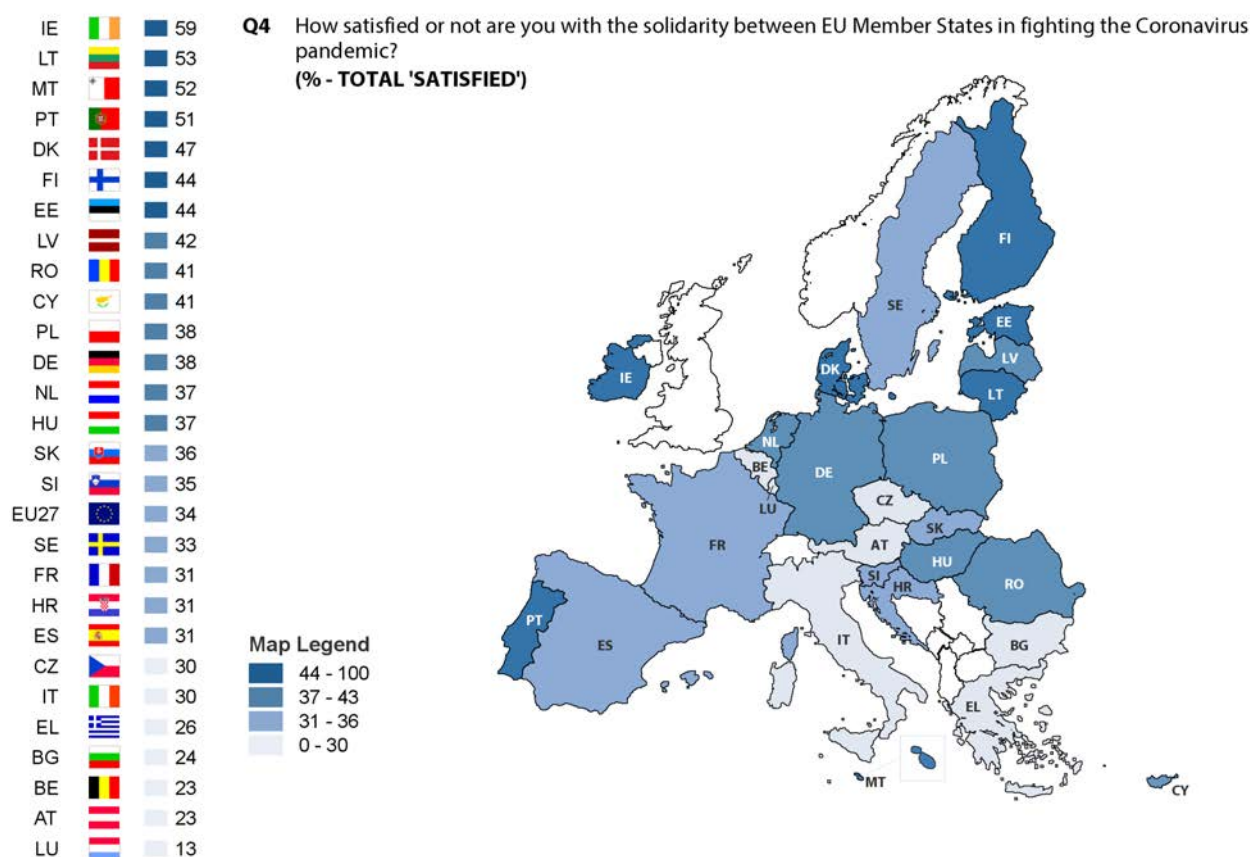 Q4 How satisfied or not are you with the solidarity between EU Member States in fighting the Coronavirus
pandemic?
(% - TOTAL 'SATISFIED')
IE 59
LT 53
MT 52
PT 51
DK 47
FI 44
EE 44
LV 42
RO 41
CY 41
PL 38
DE 38
NL 37
HU 37
SK 36
SI 35
EU27 34
SE 33
FR 31
HR 31
ES 31
CZ 30
IT 30
EL 26
BG 24
BE 23
AT 23
LU 13
Map Legend
44 - 100
37 - 43
31 - 36
0 - 30
FI
SE
EE
LV
LT
DK
IE
NL
BE
DE
PL
LU
CZ
SK
FR
AT
HU
SI
HR
RO
PT
ES
IT
BG
EL
MT
CY